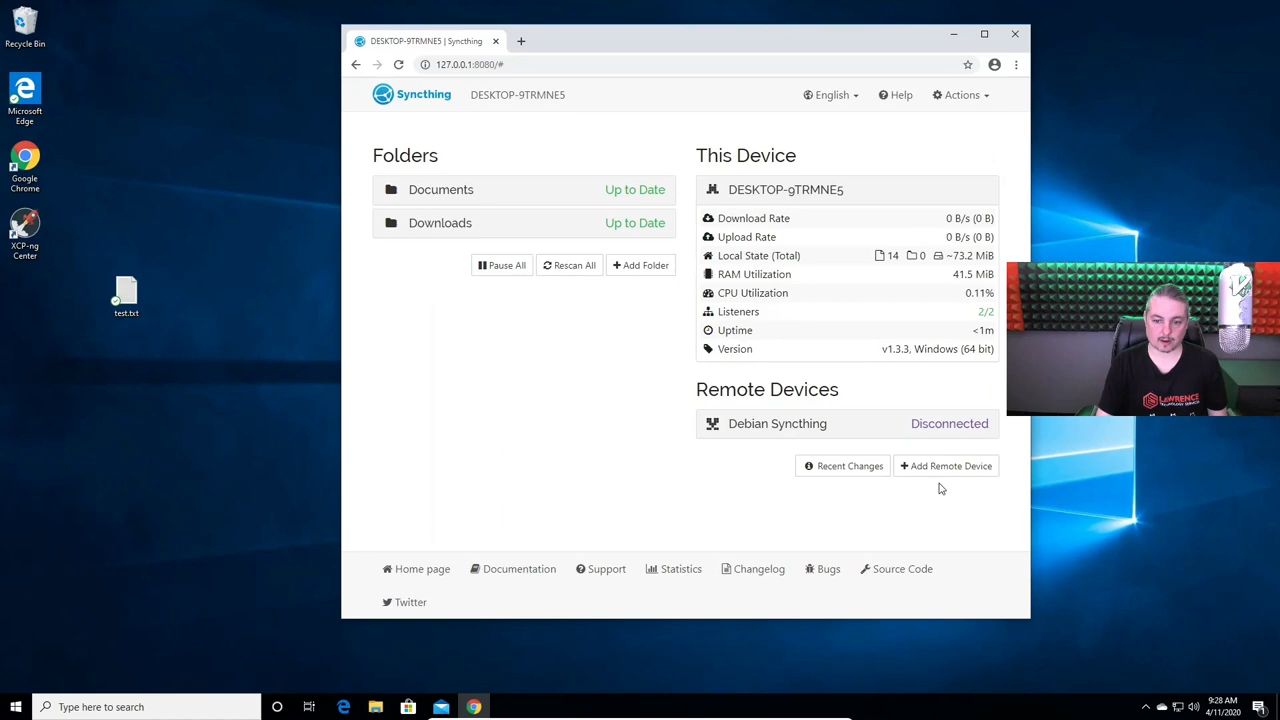 Recycle Bin
Microsoft
Edge
Google
Chrome
XCP-ng
Center
test.txt
DESKTOP-9TRMNE5 | Syncthing
127.0.0.1:8080/#
Syncthing
DESKTOP-9TRMNE5
English
Help
Actions
Folders
Documents Up to Date
Downloads Up to Date
Pause All
Rescan All
Add Folder
This Device
DESKTOP-9TRMNE5
Download Rate 0 B/s (0 B)
Upload Rate 0 B/s (0 B)
Local State (Total) 14 0 ~73.2 MiB
RAM Utilization 41.5 MiB
CPU Utilization 0.11%
Listeners 2/2
Uptime <1m
Version v1.3.3, Windows (64 bit)
Remote Devices
Debian Syncthing Disconnected
Recent Changes
Add Remote Device
Home page
Documentation
Support
Statistics
Changelog
Bugs
Source Code
Twitter
LAWRENCE
TECHNOLOGY SERVICES
Type here to search
9:28 AM
4/11/2020